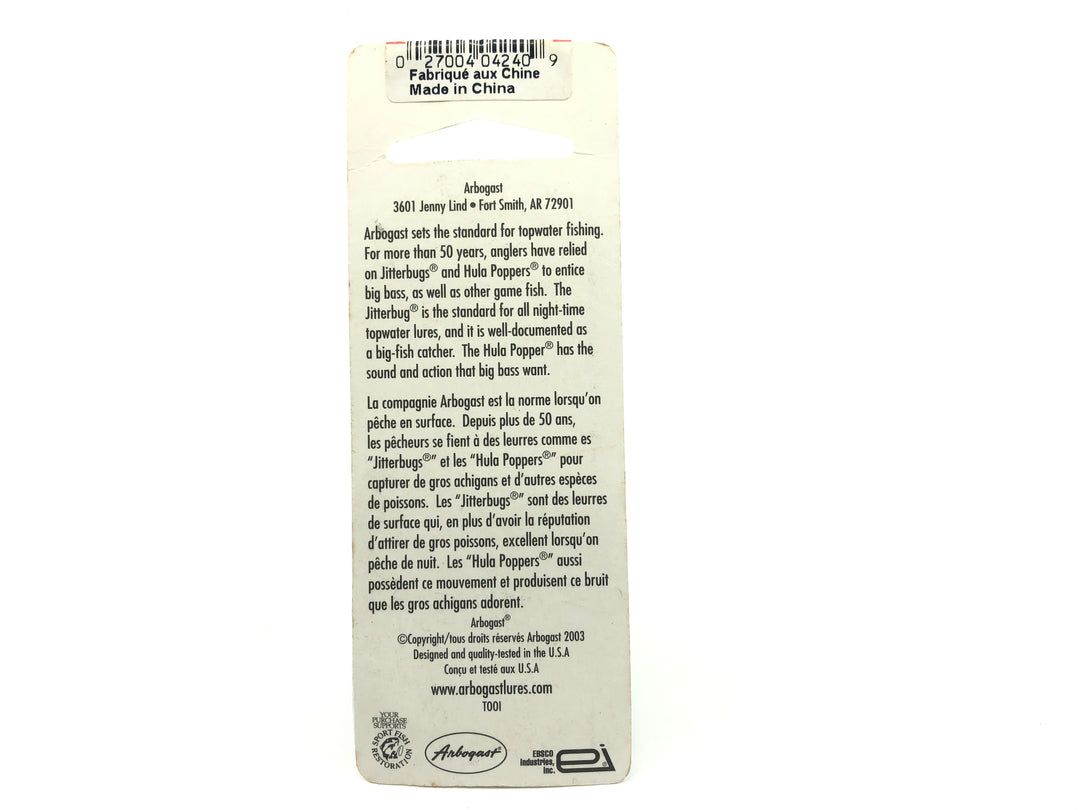 0 27004 04240 9
Fabriqué aux Chine
Made in China
Arbogast
3601 Jenny Lind • Fort Smith, AR 72901
Arbogast sets the standard for topwater fishing.
For more than 50 years, anglers have relied
on Jitterbugs® and Hula Poppers® to entice
big bass, as well as other game fish. The
Jitterbug® is the standard for all night-time
topwater lures, and it is well-documented as
a big-fish catcher. The Hula Popper® has the
sound and action that big bass want.
La compagnie Arbogast est la norme lorsqu'on
pêche en surface. Depuis plus de 50 ans,
les pêcheurs se fient à des leurres comme es
"Jitterbugs®" et les "Hula Poppers®" pour
capturer de gros achigans et d'autres espèces
de poissons. Les "Jitterbugs®" sont des leurres
de surface qui, en plus d'avoir la réputation
d'attirer de gros poissons, excellent lorsqu'on
pêche de nuit. Les "Hula Poppers®" aussi
possèdent ce mouvement et produisent ce bruit
que les gros achigans adorent.
Arbogast®
©Copyright/tous droits réservés Arbogast 2003
Designed and quality-tested in the U.S.A
Conçu et testé aux U.S.A
www.arbogastlures.com
T001
YOUR
PURCHASE
SUPPORTS
SPORT FISH
RESTORATION
Arbogast®
EBSCO
Industries,
Inc.
ei